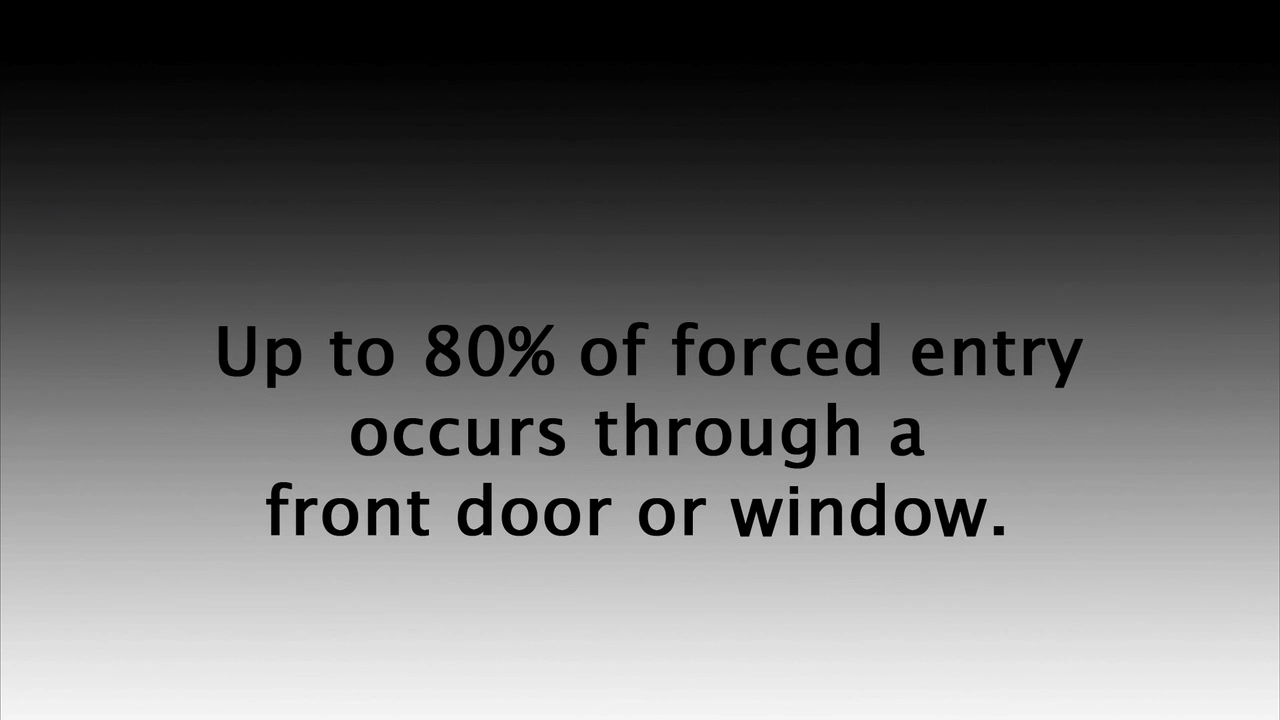 Up to 80% of forced entry
occurs through a
front door or window.